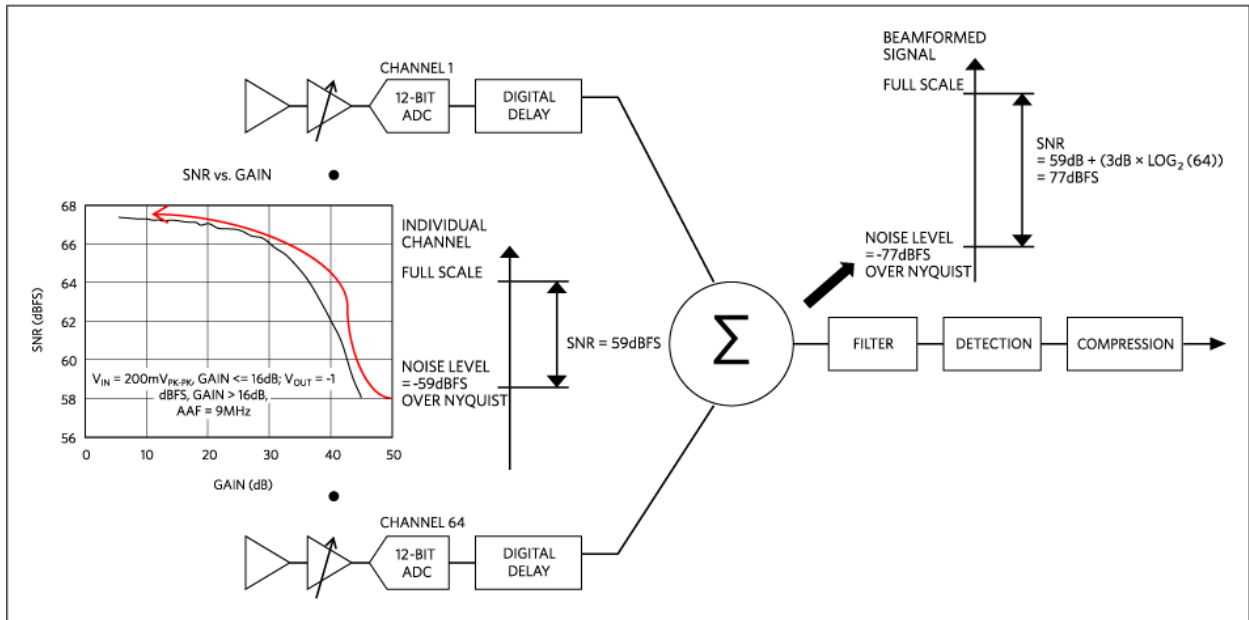 CHANNEL 1
12-BIT
ADC
DIGITAL
DELAY
BEAMFORMED
SIGNAL
FULL SCALE
SNR
= 59dB + (3dB × LOG2 (64))
= 77dBFS
NOISE LEVEL
=-77dBFS
OVER NYQUIST
SNR vs. GAIN
68
66
64
62
60
58
56
SNR (dBFS)
VIN = 200mVPK-PK, GAIN <= 16dB; VOUT = -1
dBFS, GAIN > 16dB,
AAF = 9MHz
0 10 20 30 40 50
GAIN (dB)
INDIVIDUAL
CHANNEL
FULL SCALE
SNR = 59dBFS
NOISE LEVEL
=-59dBFS
OVER NYQUIST
Σ
FILTER
DETECTION
COMPRESSION
CHANNEL 64
12-BIT
ADC
DIGITAL
DELAY